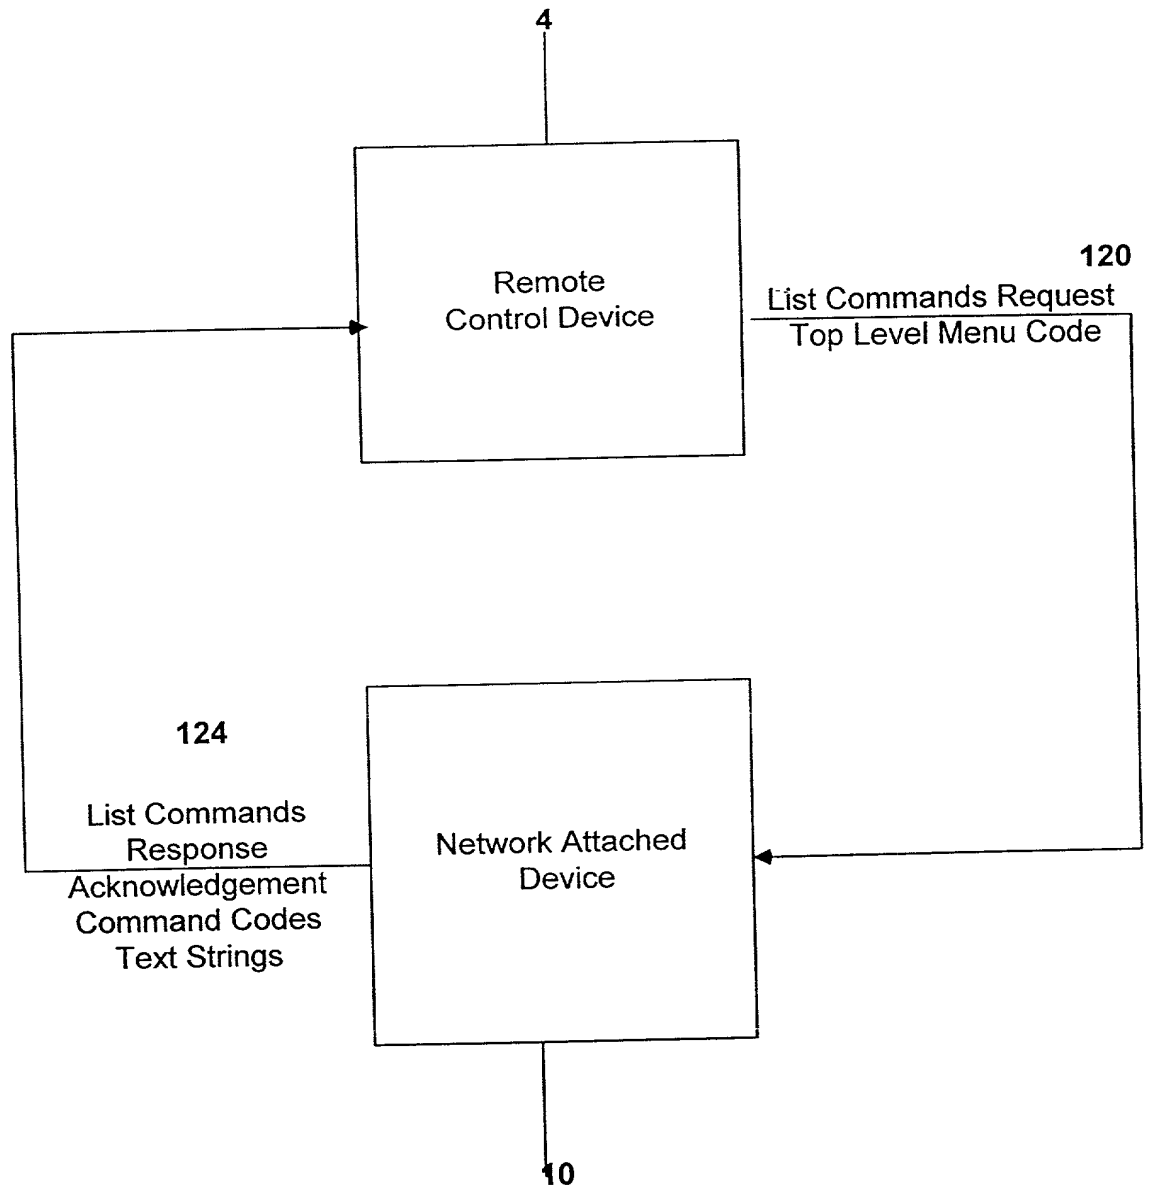 4
Remote
Control Device
120
List Commands Request
Top Level Menu Code
124
List Commands
Response
Acknowledgement
Command Codes
Text Strings
Network Attached
Device
10